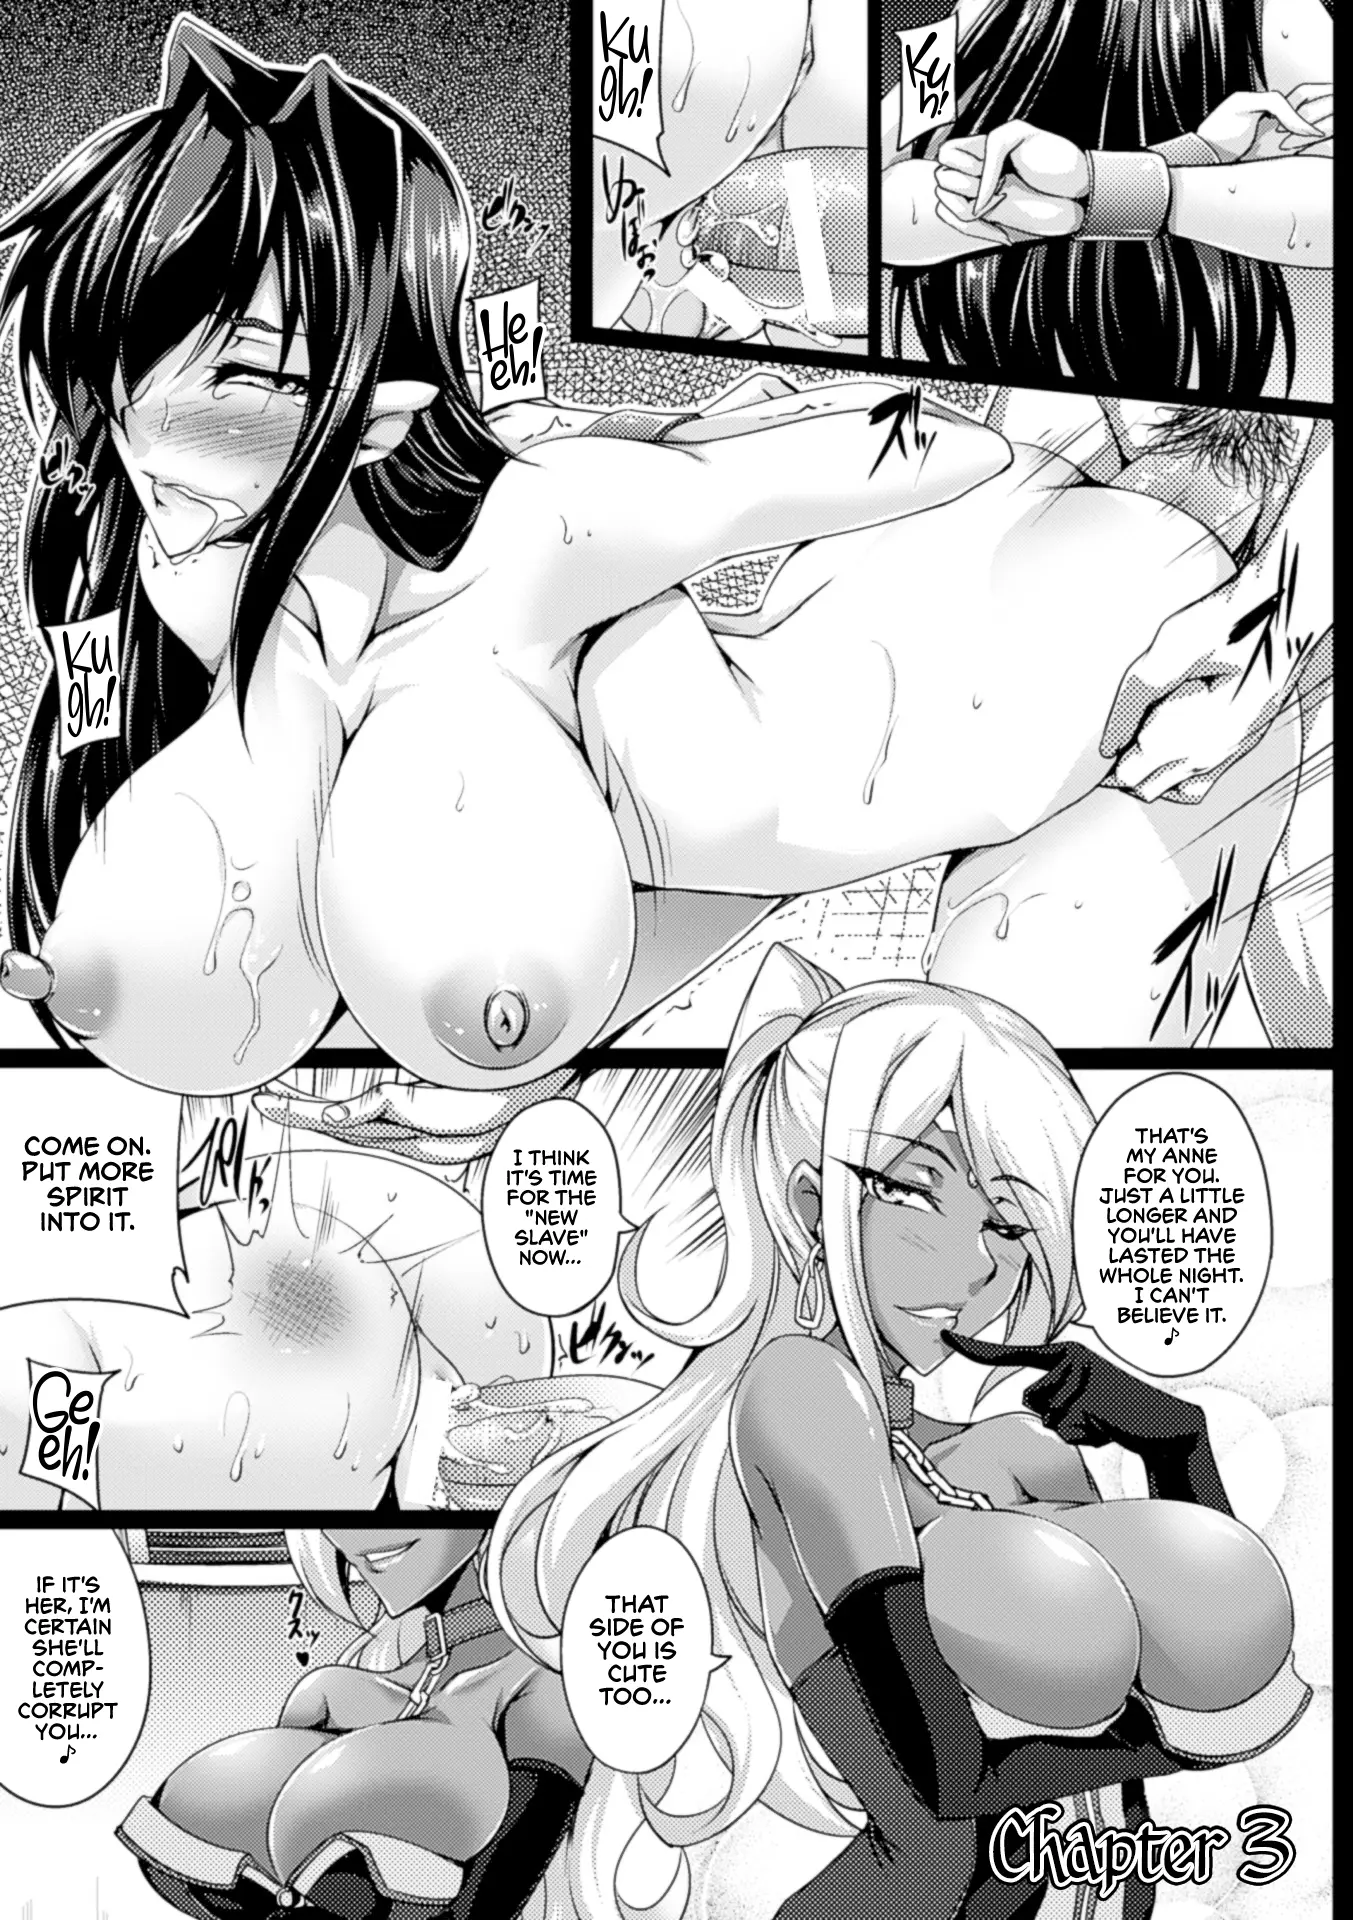 Ku
h!
Ku
gh!
He
eh!
Ku
gh!
THAT'S
MY ANNE
FOR YOU.
JUST A LITTLE
LONGER AND
YOU'LL HAVE
LASTED THE
WHOLE NIGHT.
I CAN'T
BELIEVE IT.
♪
I THINK
IT'S TIME
FOR THE
"NEW
SLAVE"
NOW...
COME ON.
PUT MORE
SPIRIT
INTO IT.
Ge
eh!
THAT
SIDE OF
YOU IS
CUTE
TOO...
クスッ
♥
IF IT'S
HER, I'M
CERTAIN
SHE'LL
COMP-
LETELY
CORRUPT
YOU...
♪
Chapter 3